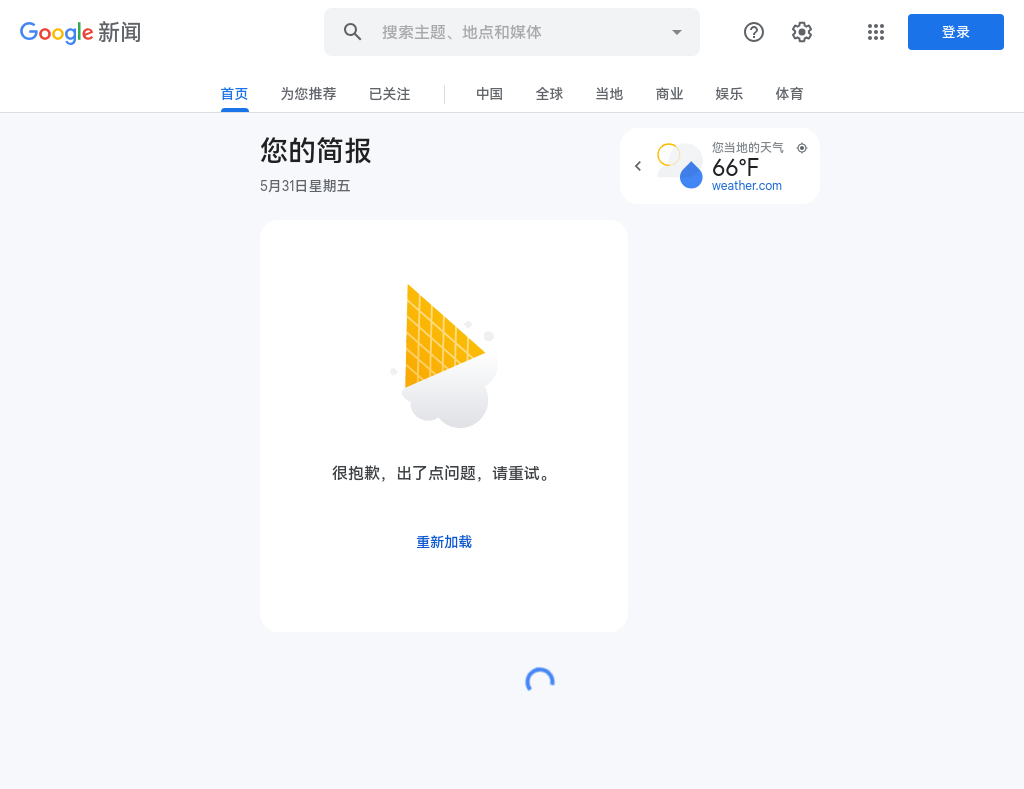 Google 新闻
搜索主题、地点和媒体
登录
首页 为您推荐 已关注 中国 全球 当地 商业 娱乐 体育
您的简报
5月31日星期五
您当地的天气
66°F
weather.com
很抱歉，出了点问题，请重试。
重新加载